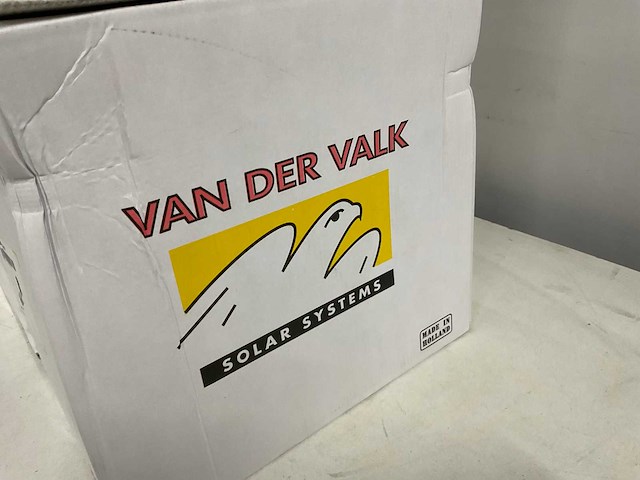 VAN DER VALK
SOLAR SYSTEMS
MADE IN
HOLLAND